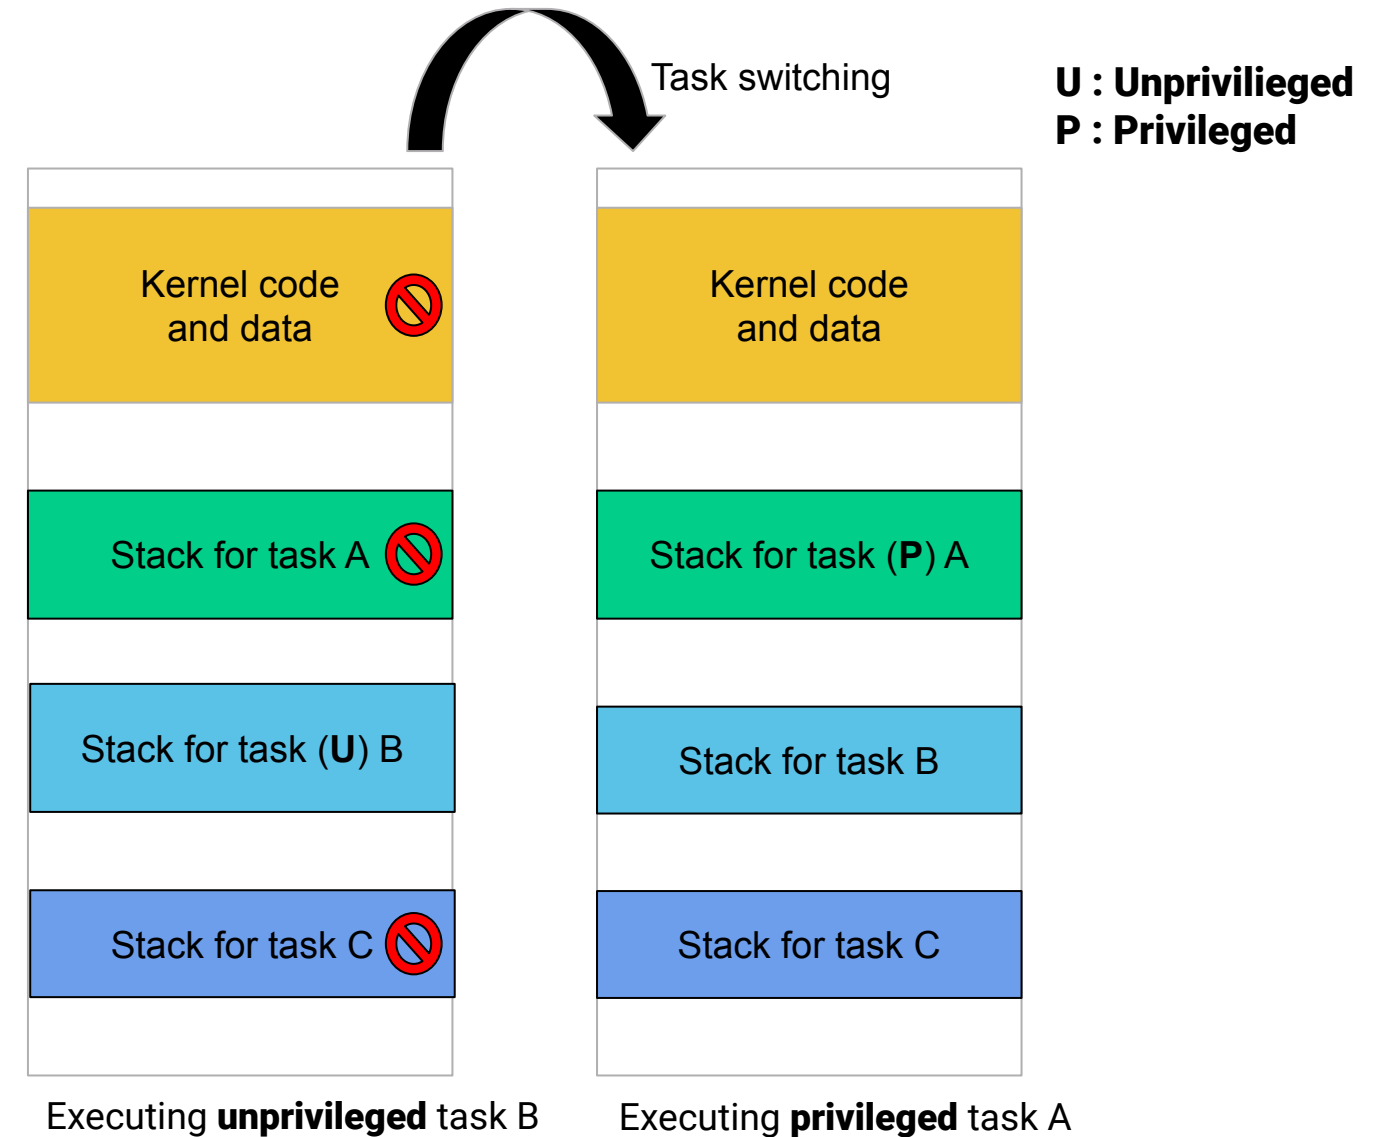 Task switching
U : Unprivilieged
P : Privileged
Kernel code
and data
Stack for task A
Stack for task (U) B
Stack for task C
Executing unprivileged task B
Kernel code
and data
Stack for task (P) A
Stack for task B
Stack for task C
Executing privileged task A